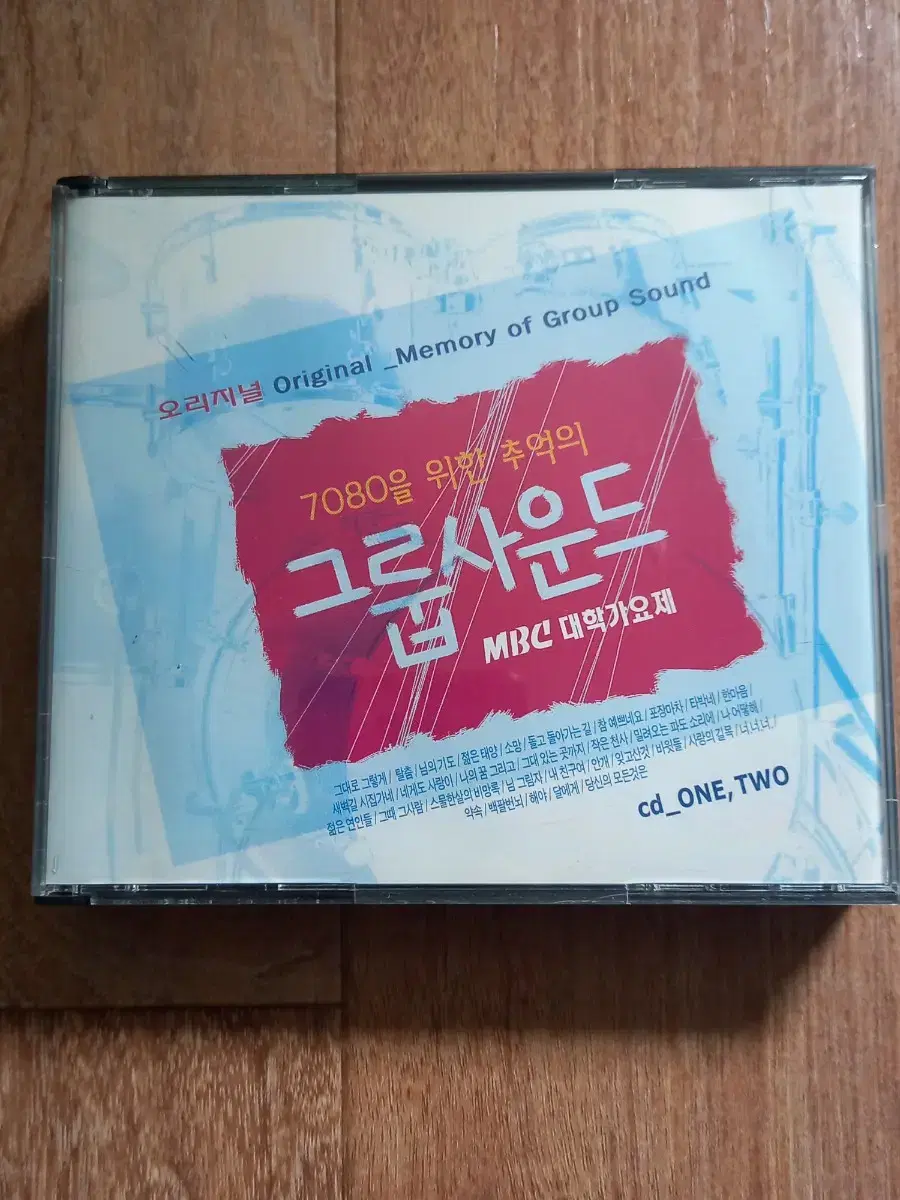 오리지널 Original _Memory of Group Sound
7080을 위한 추억의
그룹사운드
MBC 대학가요제
그대로 그렇게 / 탈춤 / 님의 기도 / 젊은 태양 / 소망 / 돌고 돌아가는 길 / 참 예쁘네요 / 포장마차 / 타박네 / 한마음 /
새벽길 시집가네 / 네게도 사랑이 / 나의 꿈 그리고 / 그대 있는 곳까지 / 작은 천사 / 밀려오는 파도 소리에 / 나 어떡해 /
젊은 연인들 / 그때 그사람 / 스물한살의 비망록 / 님 그림자 / 내 친구여 / 안개 / 잊고산것 / 바윗돌 / 사랑의 길목 / 너 너 너 /
약속 / 백팔번뇌 / 해야 / 달에게 / 당신의 모든것은
cd_ONE, TWO